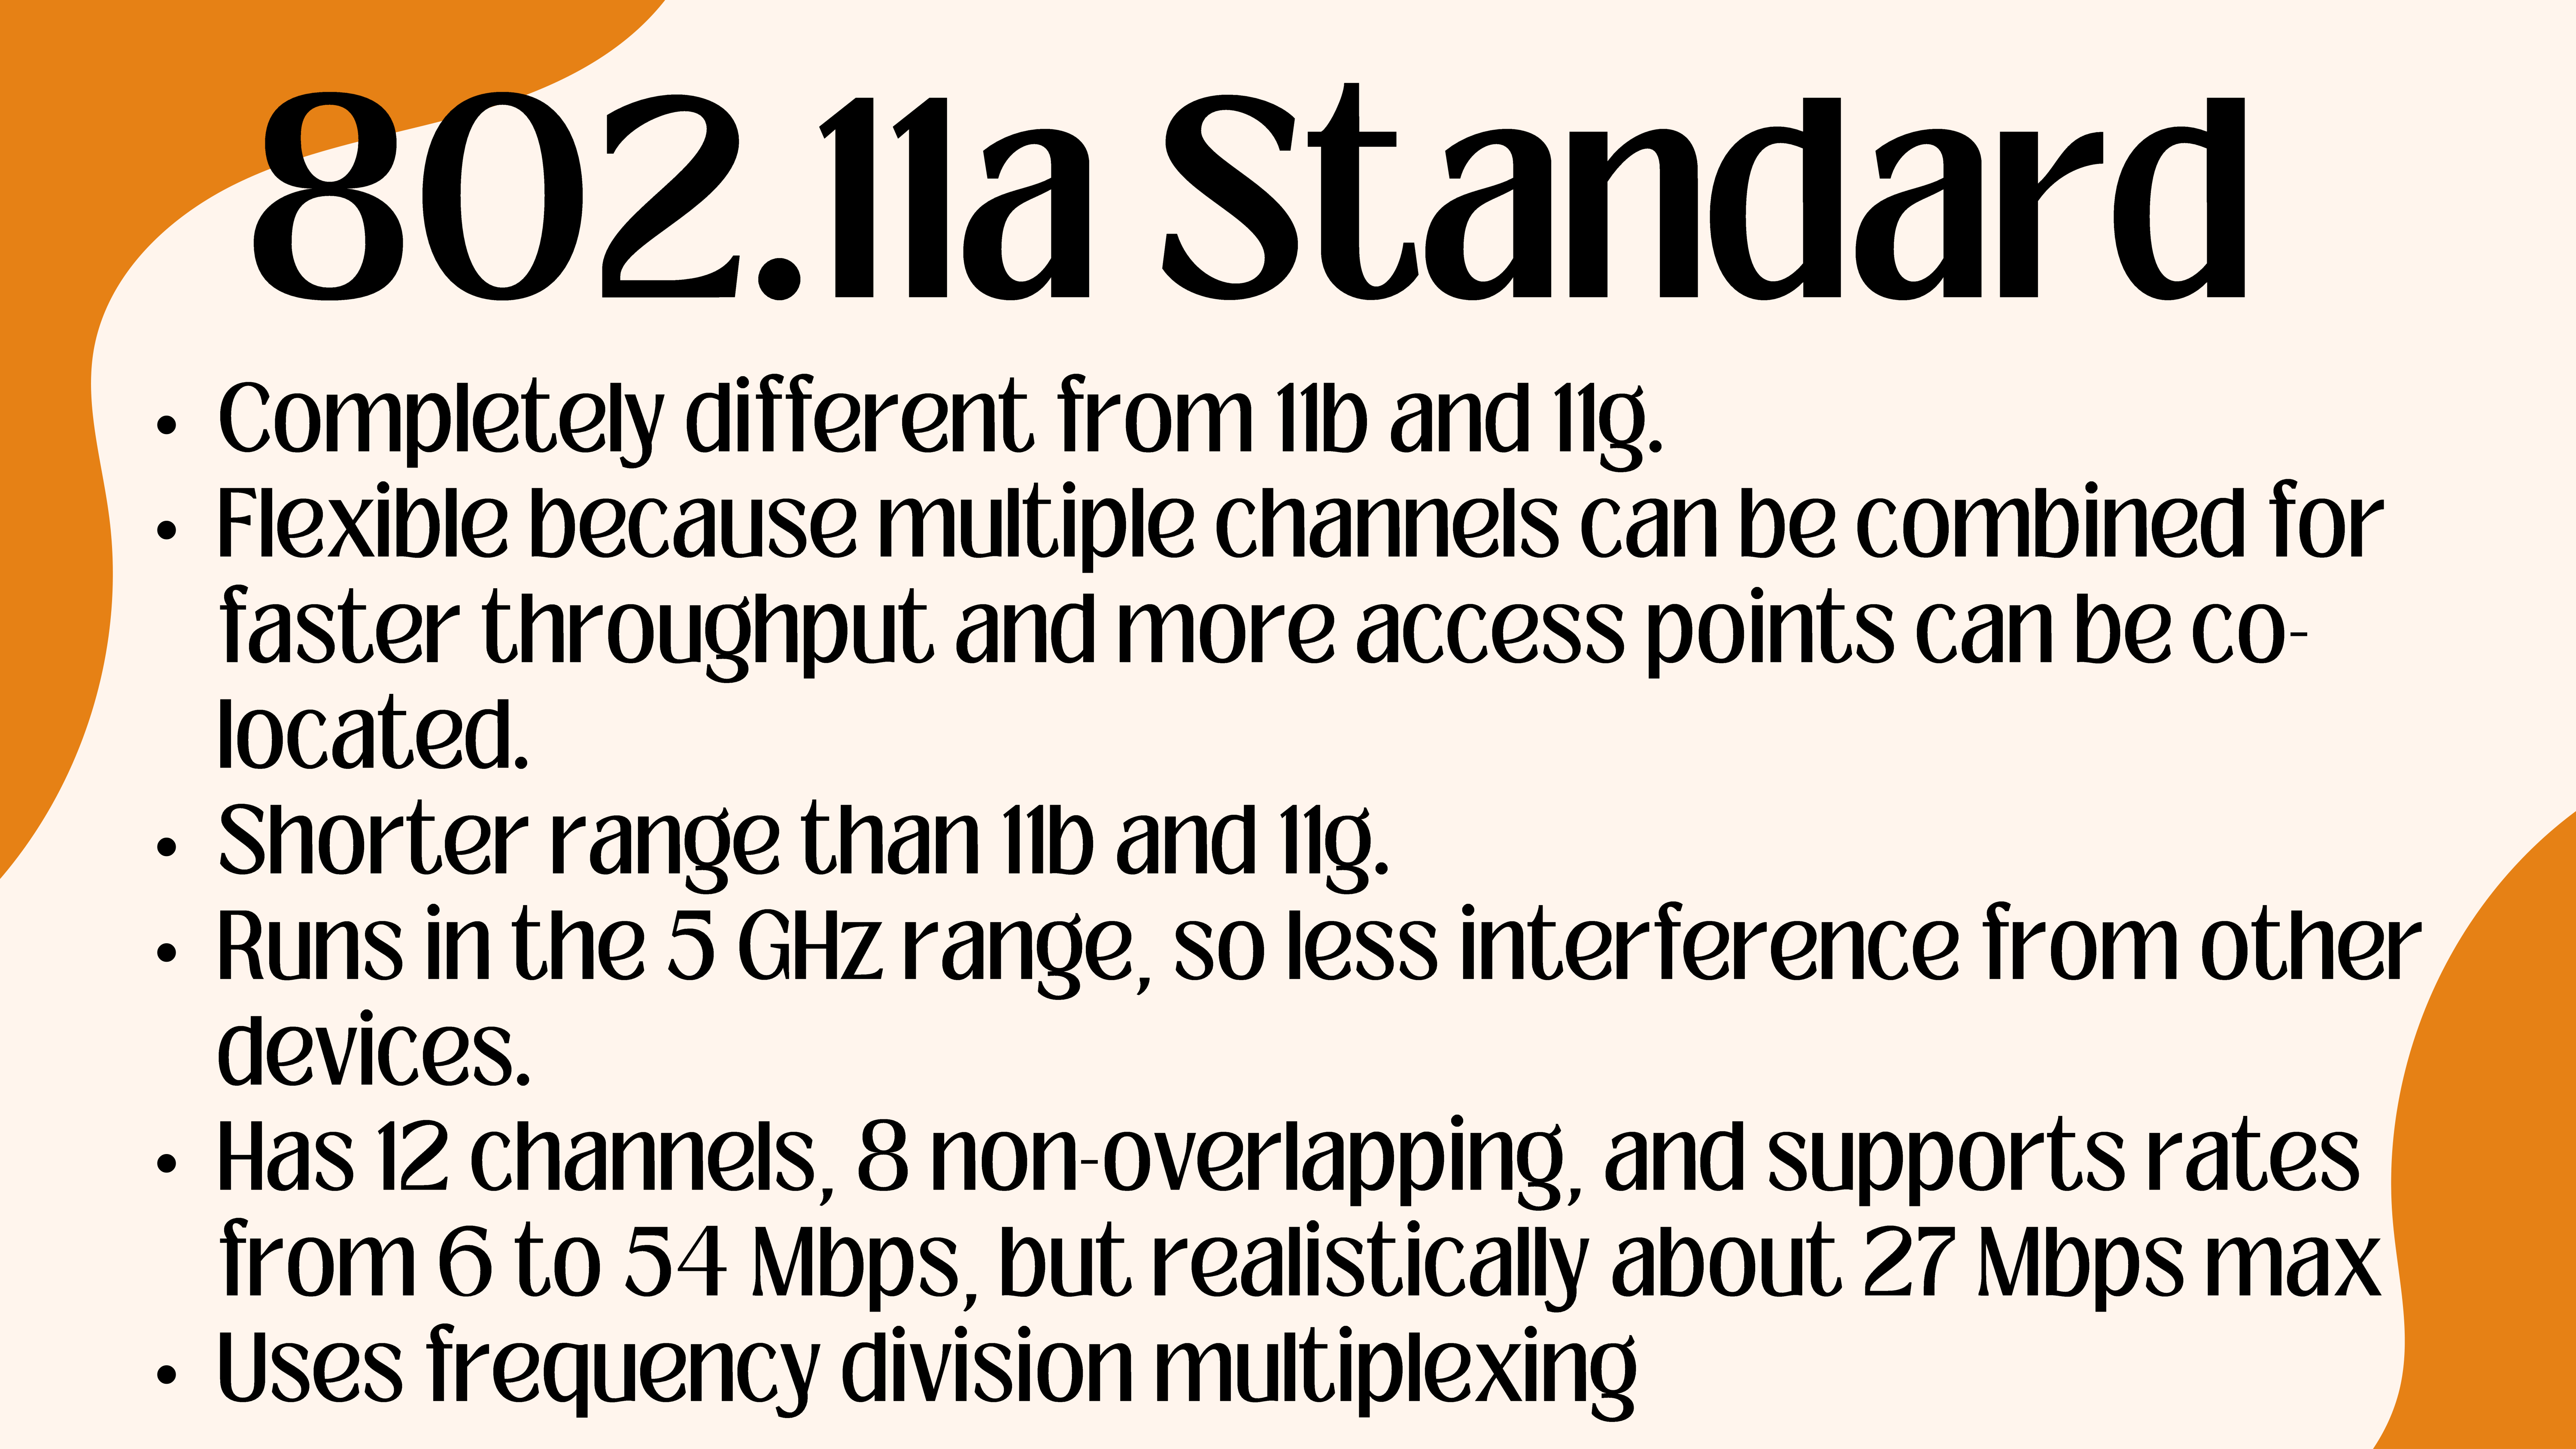 802.11a Standard
• Completely different from 11b and 11g.
• Flexible because multiple channels can be combined for
faster throughput and more access points can be co-
located.
• Shorter range than 11b and 11g.
• Runs in the 5 GHz range, so less interference from other
devices.
• Has 12 channels, 8 non-overlapping, and supports rates
from 6 to 54 Mbps, but realistically about 27 Mbps max
• Uses frequency division multiplexing